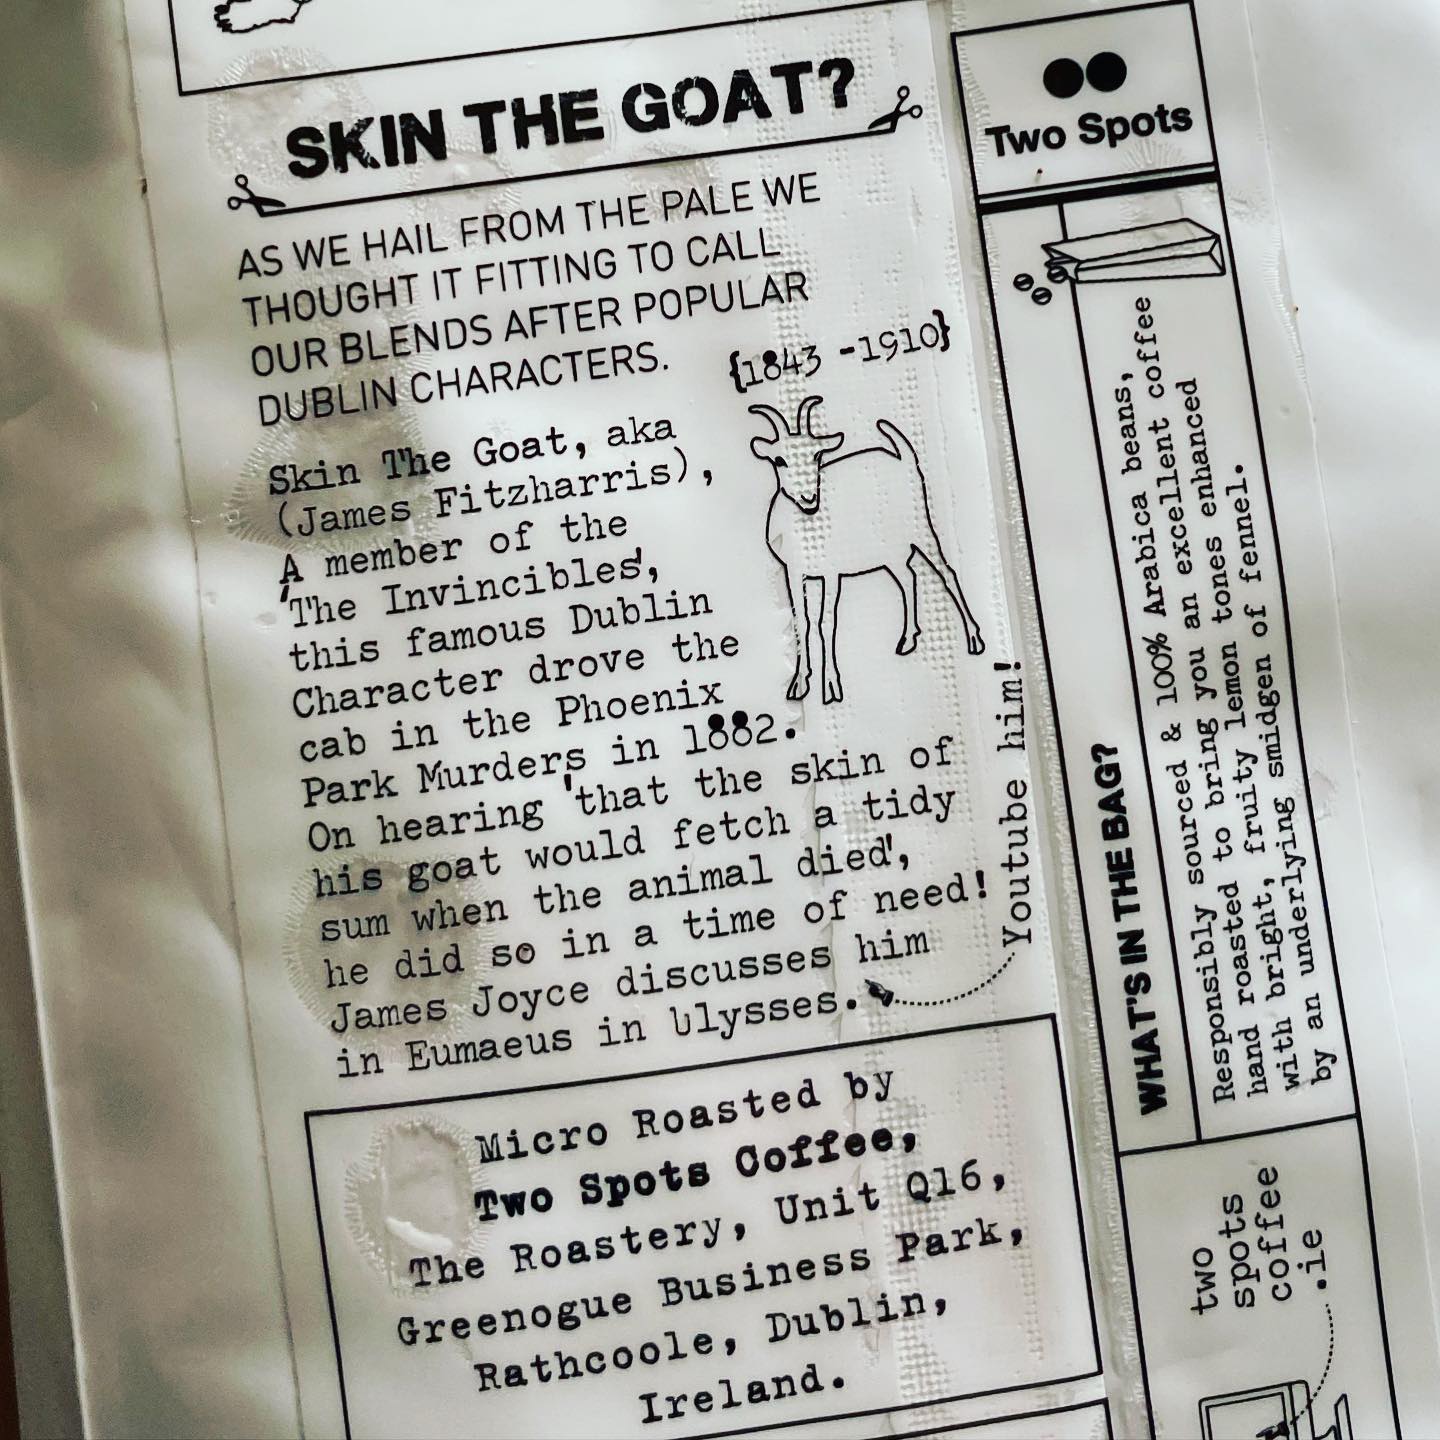 SKIN THE GOAT?
AS WE HAIL FROM THE PALE WE
THOUGHT IT FITTING TO CALL
OUR BLENDS AFTER POPULAR
DUBLIN CHARACTERS.
{1843 -1910}
Skin The Goat, aka
(James Fitzharris),
A member of the
'The Invincibles',
this famous Dublin
Character drove the
cab in the Phoenix
Park Murders in 1882.
On hearing 'that the skin of
his goat would fetch a tidy
sum when the animal died',
he did so in a time of need!
James Joyce discusses him
in Eumaeus in Ulysses.
Youtube him!
Micro Roasted by
Two Spots Coffee,
The Roastery, Unit Q16,
Greenogue Business Park,
Rathcoole, Dublin,
Ireland.
Two Spots
WHAT'S IN THE BAG?
Responsibly sourced & 100% Arabica beans,
hand roasted to bring you an excellent coffee
with bright, fruity lemon tones enhanced
by an underlying smidgen of fennel.
two
spots
coffee
.ie